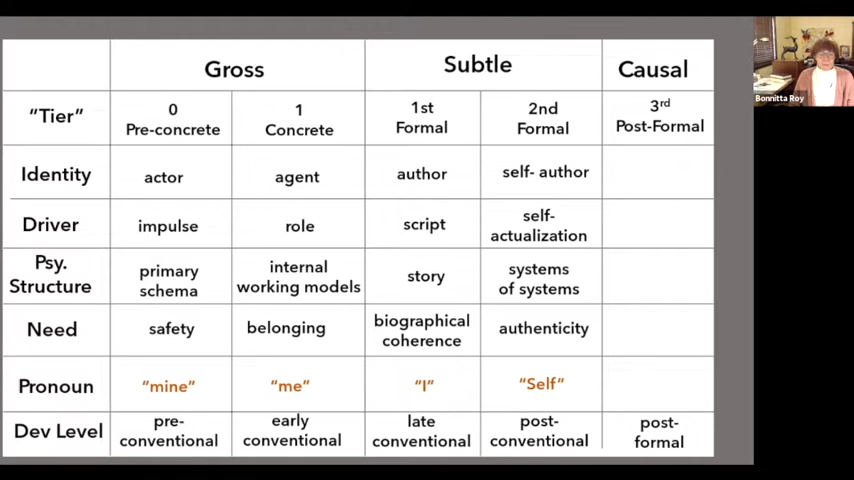 Gross Subtle Causal
"Tier" 0 1 1st 2nd 3rd
Pre-concrete Concrete Formal Formal Post-Formal
Identity actor agent author self- author
Driver impulse role script self-
actualization
Psy.
Structure primary
schema internal
working models story systems
of systems
Need safety belonging biographical
coherence authenticity
Pronoun "mine" "me" "I" "Self"
Dev Level pre-
conventional early
conventional late
conventional post-
conventional post-
formal
Bonnitta Roy